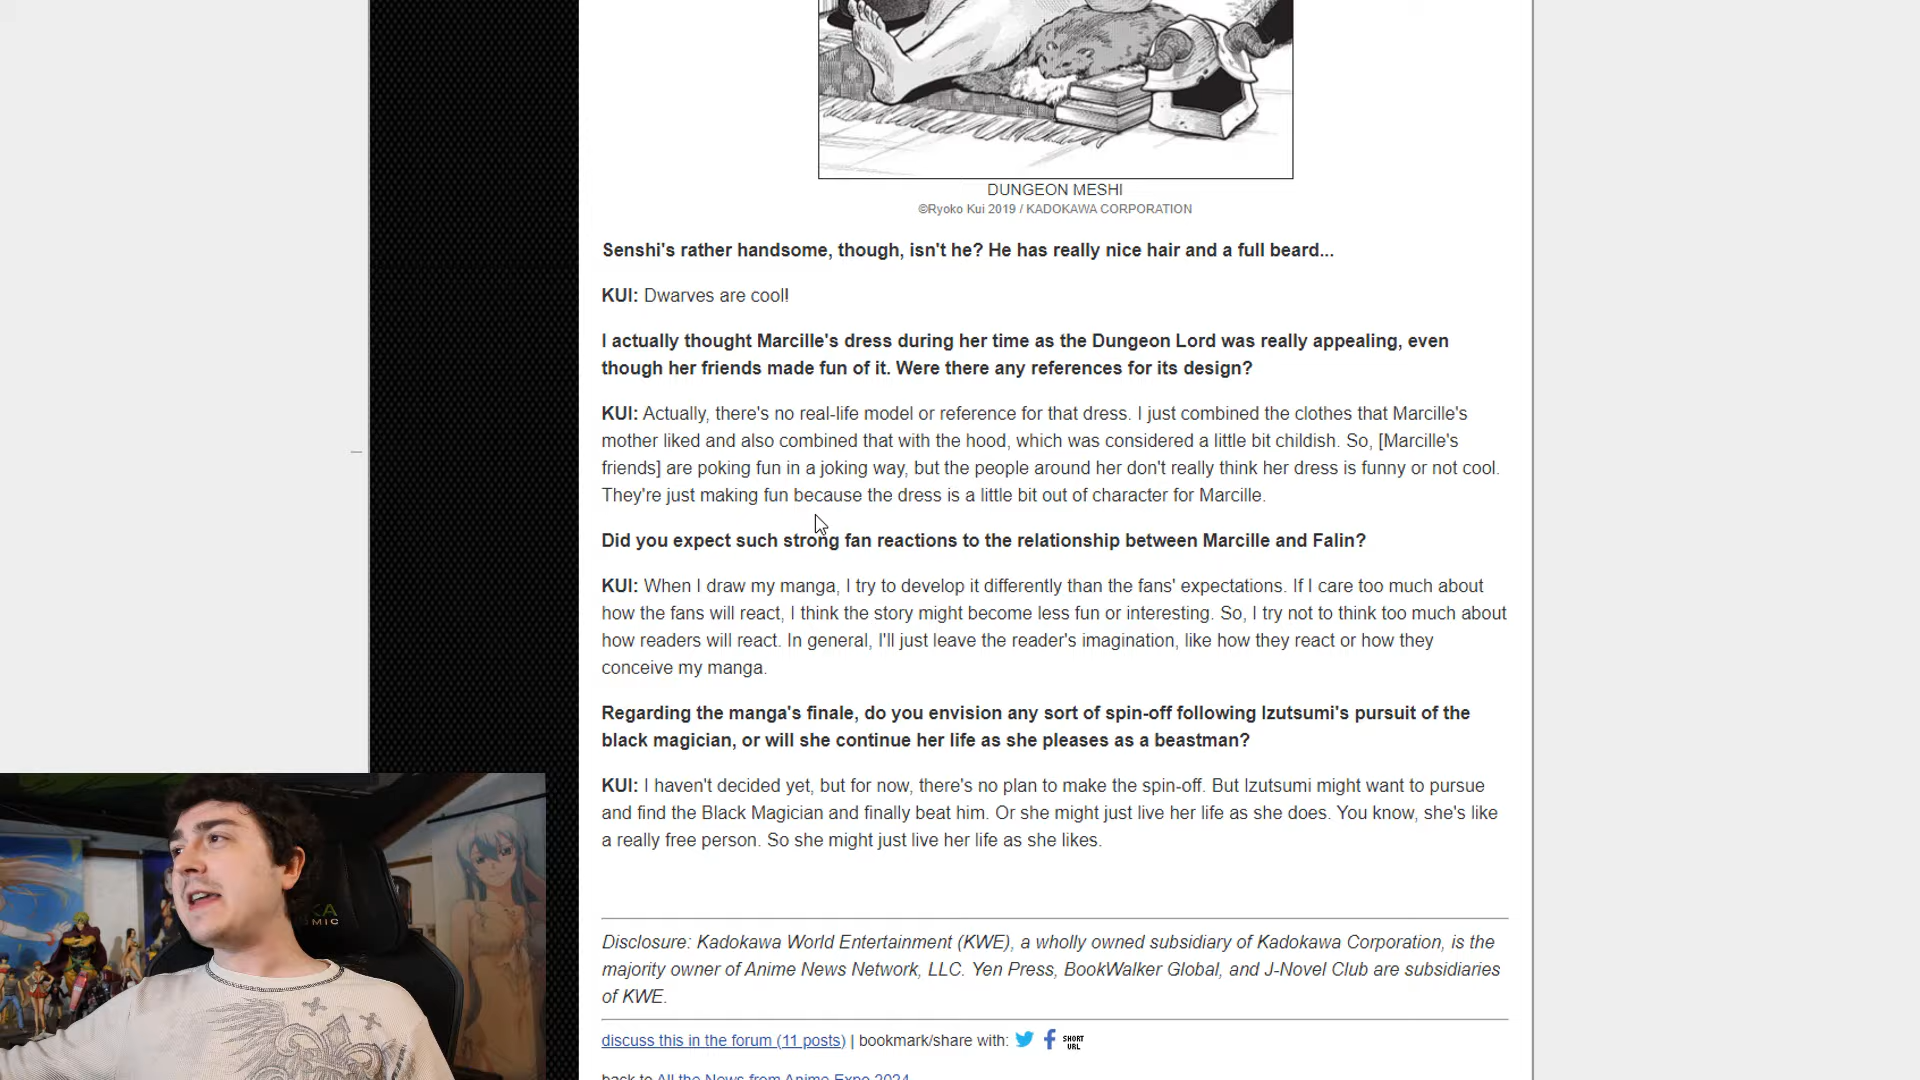 DUNGEON MESHI
©Ryoko Kui 2019 / KADOKAWA CORPORATION
Senshi's rather handsome, though, isn't he? He has really nice hair and a full beard...
KUI: Dwarves are cool!
I actually thought Marcille's dress during her time as the Dungeon Lord was really appealing, even
though her friends made fun of it. Were there any references for its design?
KUI: Actually, there's no real-life model or reference for that dress. I just combined the clothes that Marcille's
mother liked and also combined that with the hood, which was considered a little bit childish. So, [Marcille's
friends] are poking fun in a joking way, but the people around her don't really think her dress is funny or not cool.
They're just making fun because the dress is a little bit out of character for Marcille.
Did you expect such strong fan reactions to the relationship between Marcille and Falin?
KUI: When I draw my manga, I try to develop it differently than the fans' expectations. If I care too much about
how the fans will react, I think the story might become less fun or interesting. So, I try not to think too much about
how readers will react. In general, I'll just leave the reader's imagination, like how they react or how they
conceive my manga.
Regarding the manga's finale, do you envision any sort of spin-off following Izutsumi's pursuit of the
black magician, or will she continue her life as she pleases as a beastman?
KUI: I haven't decided yet, but for now, there's no plan to make the spin-off. But Izutsumi might want to pursue
and find the Black Magician and finally beat him. Or she might just live her life as she does. You know, she's like
a really free person. So she might just live her life as she likes.
Disclosure: Kadokawa World Entertainment (KWE), a wholly owned subsidiary of Kadokawa Corporation, is the
majority owner of Anime News Network, LLC. Yen Press, BookWalker Global, and J-Novel Club are subsidiaries
of KWE.
discuss this in the forum (11 posts) | bookmark/share with: SHORT
URL
back to All the News from Anime Expo 2024